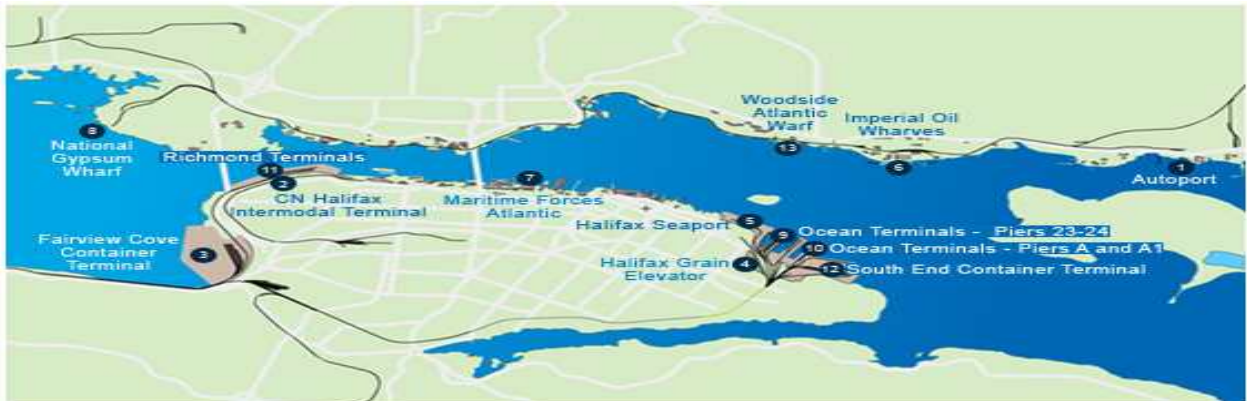 Woodside
Atlantic
Warf
13
Imperial Oil
Wharves
6
1
Autoport
8
National
Gypsum
Wharf
Richmond Terminals
11
2
CN Halifax
Intermodal Terminal
7
Maritime Forces
Atlantic
Halifax Seaport
5
9
Ocean Terminals - Piers 23-24
10
Ocean Terminals - Piers A and A1
Fairview Cove
Container
Terminal
3
Halifax Grain
Elevator
4
12
South End Container Terminal